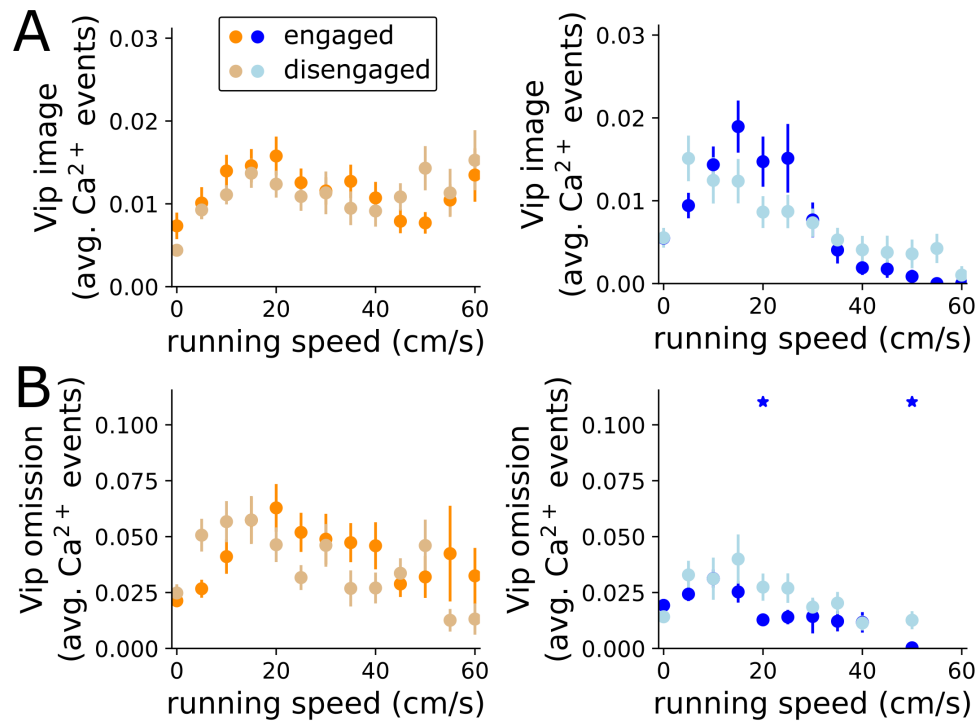 A
engaged
disengaged
Vip image
(avg. Ca²⁺ events)
0.03
0.02
0.01
0.00
0
20
40
60
running speed (cm/s)
Vip image
(avg. Ca²⁺ events)
0.03
0.02
0.01
0.00
0
20
40
60
running speed (cm/s)
B
Vip omission
(avg. Ca²⁺ events)
0.100
0.075
0.050
0.025
0.000
0
20
40
60
running speed (cm/s)
Vip omission
(avg. Ca²⁺ events)
0.100
0.075
0.050
0.025
0.000
0
20
40
60
running speed (cm/s)